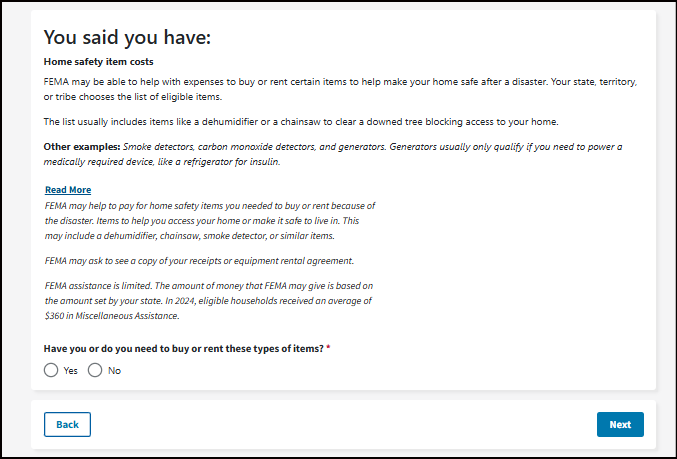 You said you have:
Home safety item costs
FEMA may be able to help with expenses to buy or rent certain items to help make your home safe after a disaster. Your state, territory,
or tribe chooses the list of eligible items.
The list usually includes items like a dehumidifier or a chainsaw to clear a downed tree blocking access to your home.
Other examples: Smoke detectors, carbon monoxide detectors, and generators. Generators usually only qualify if you need to power a
medically required device, like a refrigerator for insulin.
Read More
FEMA may help to pay for home safety items you needed to buy or rent because of
the disaster. Items to help you access your home or make it safe to live in. This
may include a dehumidifier, chainsaw, smoke detector, or similar items.
FEMA may ask to see a copy of your receipts or equipment rental agreement.
FEMA assistance is limited. The amount of money that FEMA may give is based on
the amount set by your state. In 2024, eligible households received an average of
$360 in Miscellaneous Assistance.
Have you or do you need to buy or rent these types of items? *
Yes No
Back Next